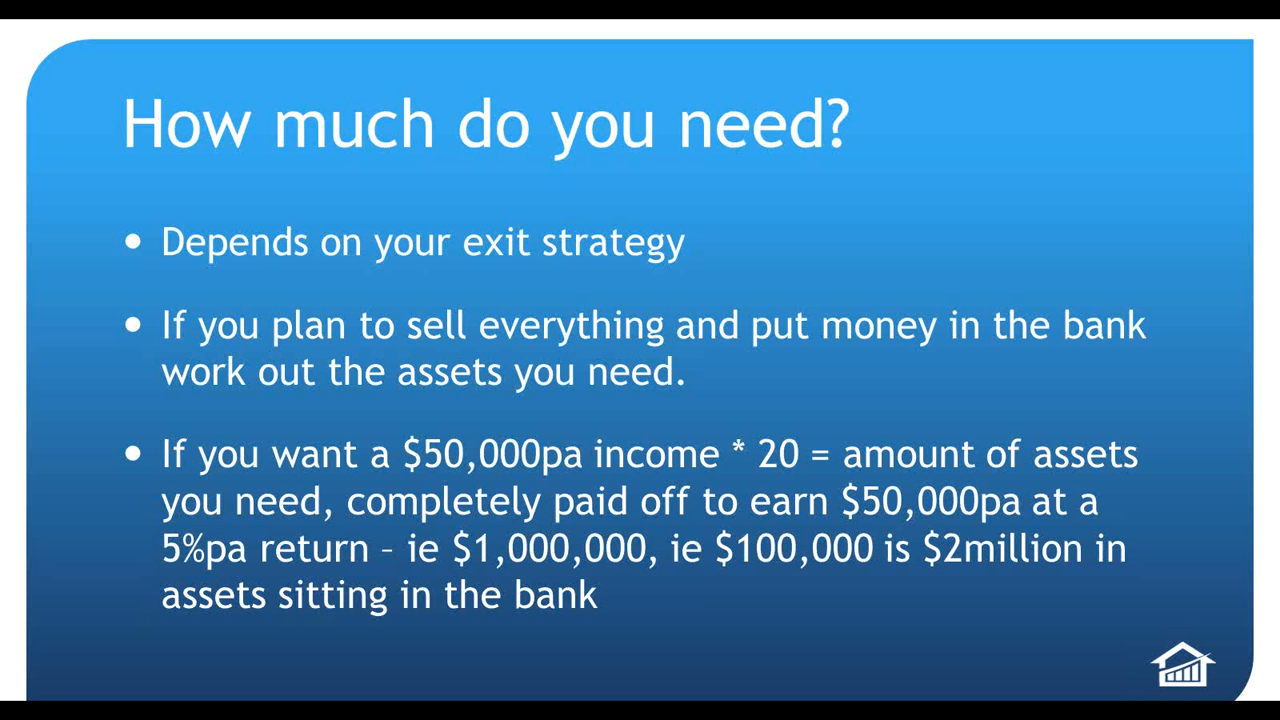 How much do you need?
• Depends on your exit strategy
• If you plan to sell everything and put money in the bank
work out the assets you need.
• If you want a $50,000pa income * 20 = amount of assets
you need, completely paid off to earn $50,000pa at a
5%pa return – ie $1,000,000, ie $100,000 is $2million in
assets sitting in the bank